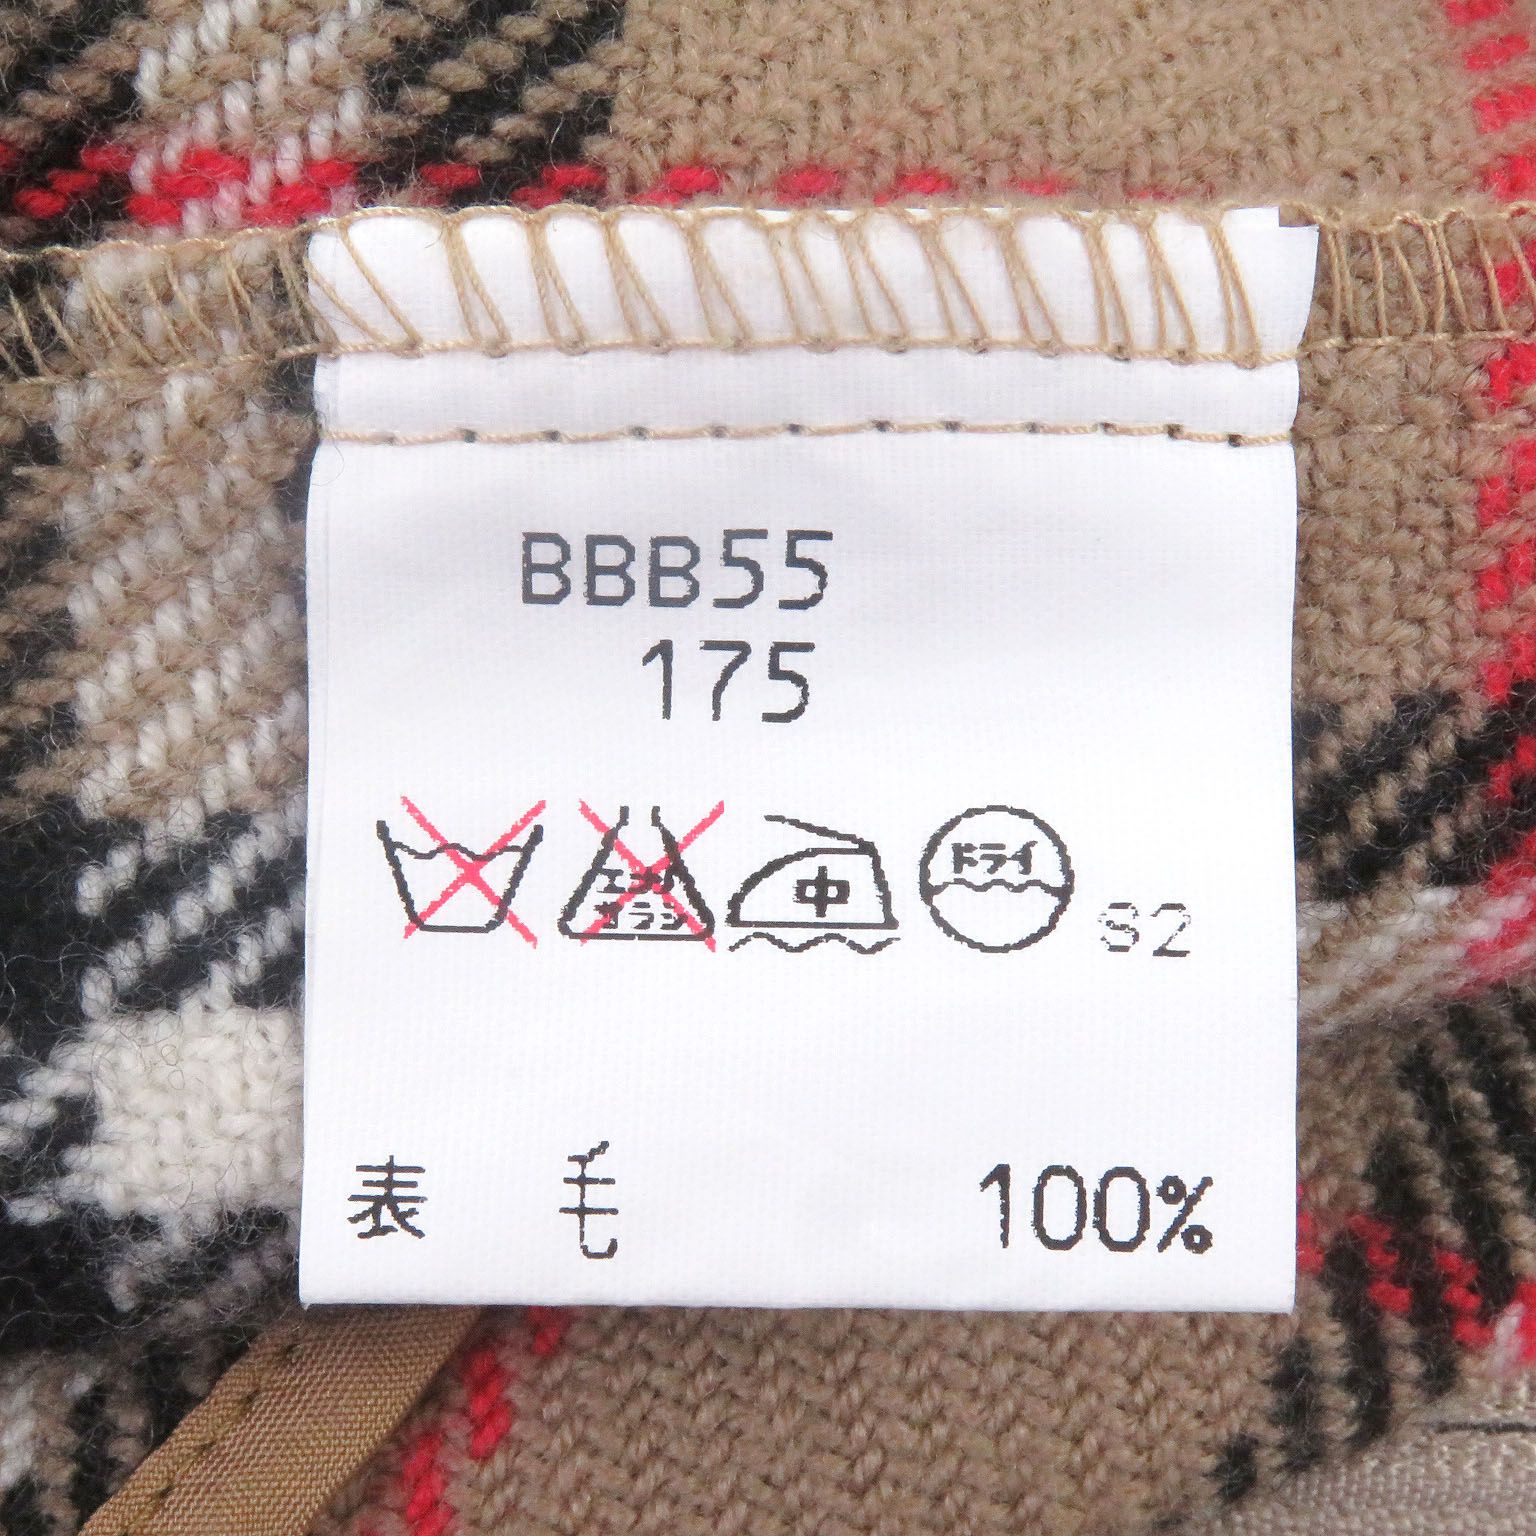 BBB55
175
エンソ
サラシ
中
ドライ
S2
表 毛 100%